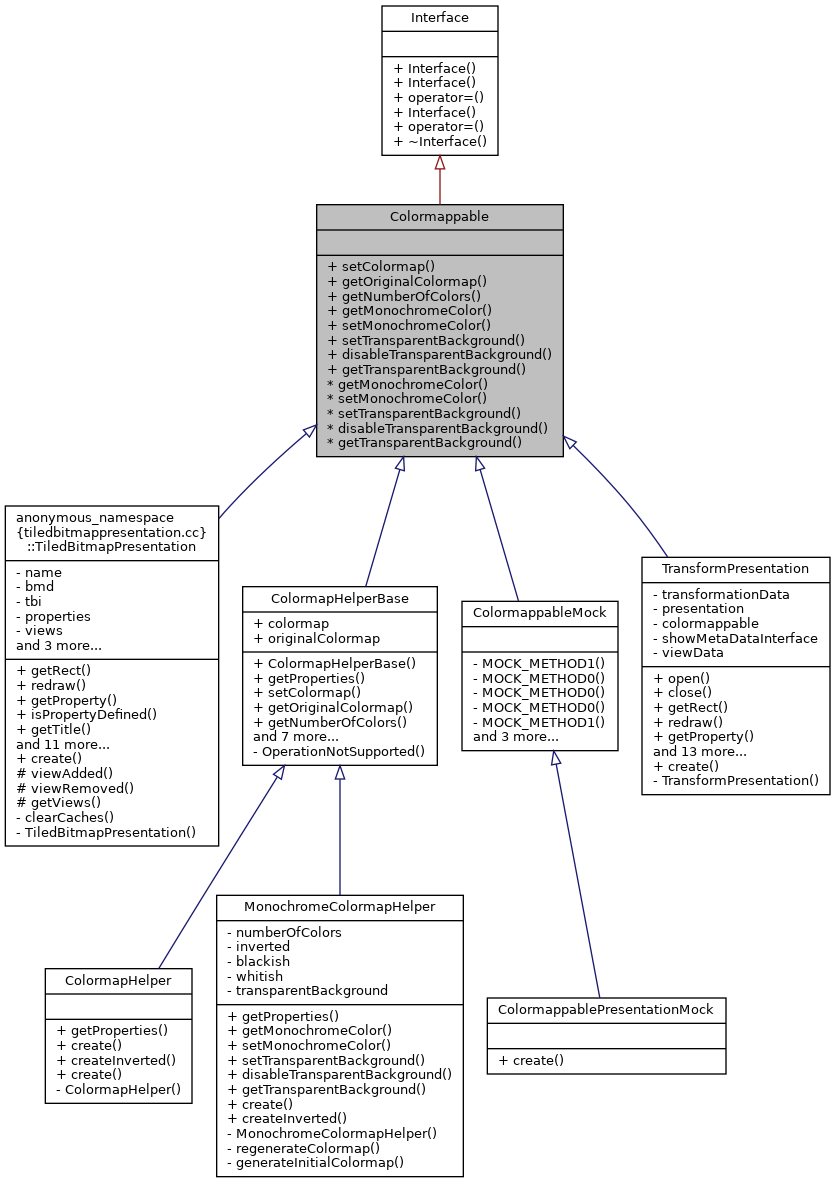 Interface
+ Interface()
+ Interface()
+ operator=()
+ Interface()
+ operator=()
+ ~Interface()
Colormappable
+ setColormap()
+ getOriginalColormap()
+ getNumberOfColors()
+ getMonochromeColor()
+ setMonochromeColor()
+ setTransparentBackground()
+ disableTransparentBackground()
+ getTransparentBackground()
* getMonochromeColor()
* setMonochromeColor()
* setTransparentBackground()
* disableTransparentBackground()
* getTransparentBackground()
anonymous_namespace
{tiledbitmappresentation.cc}
::TiledBitmapPresentation
- name
- bmd
- tbi
- properties
- views
and 3 more...
+ getRect()
+ redraw()
+ getProperty()
+ isPropertyDefined()
+ getTitle()
and 11 more...
+ create()
# viewAdded()
# viewRemoved()
# getViews()
- clearCaches()
- TiledBitmapPresentation()
ColormapHelperBase
+ colormap
+ originalColormap
+ ColormapHelperBase()
+ getProperties()
+ setColormap()
+ getOriginalColormap()
+ getNumberOfColors()
and 7 more...
- OperationNotSupported()
ColormappableMock
- MOCK_METHOD1()
- MOCK_METHOD0()
- MOCK_METHOD0()
- MOCK_METHOD0()
- MOCK_METHOD1()
and 3 more...
TransformPresentation
- transformationData
- presentation
- colormappable
- showMetaDataInterface
- viewData
+ open()
+ close()
+ getRect()
+ redraw()
+ getProperty()
and 13 more...
+ create()
- TransformPresentation()
ColormapHelper
+ getProperties()
+ create()
+ createInverted()
+ create()
- ColormapHelper()
MonochromeColormapHelper
- numberOfColors
- inverted
- blackish
- whitish
- transparentBackground
+ getProperties()
+ getMonochromeColor()
+ setMonochromeColor()
+ setTransparentBackground()
+ disableTransparentBackground()
+ getTransparentBackground()
+ create()
+ createInverted()
- MonochromeColormapHelper()
- regenerateColormap()
- generateInitialColormap()
ColormappablePresentationMock
+ create()